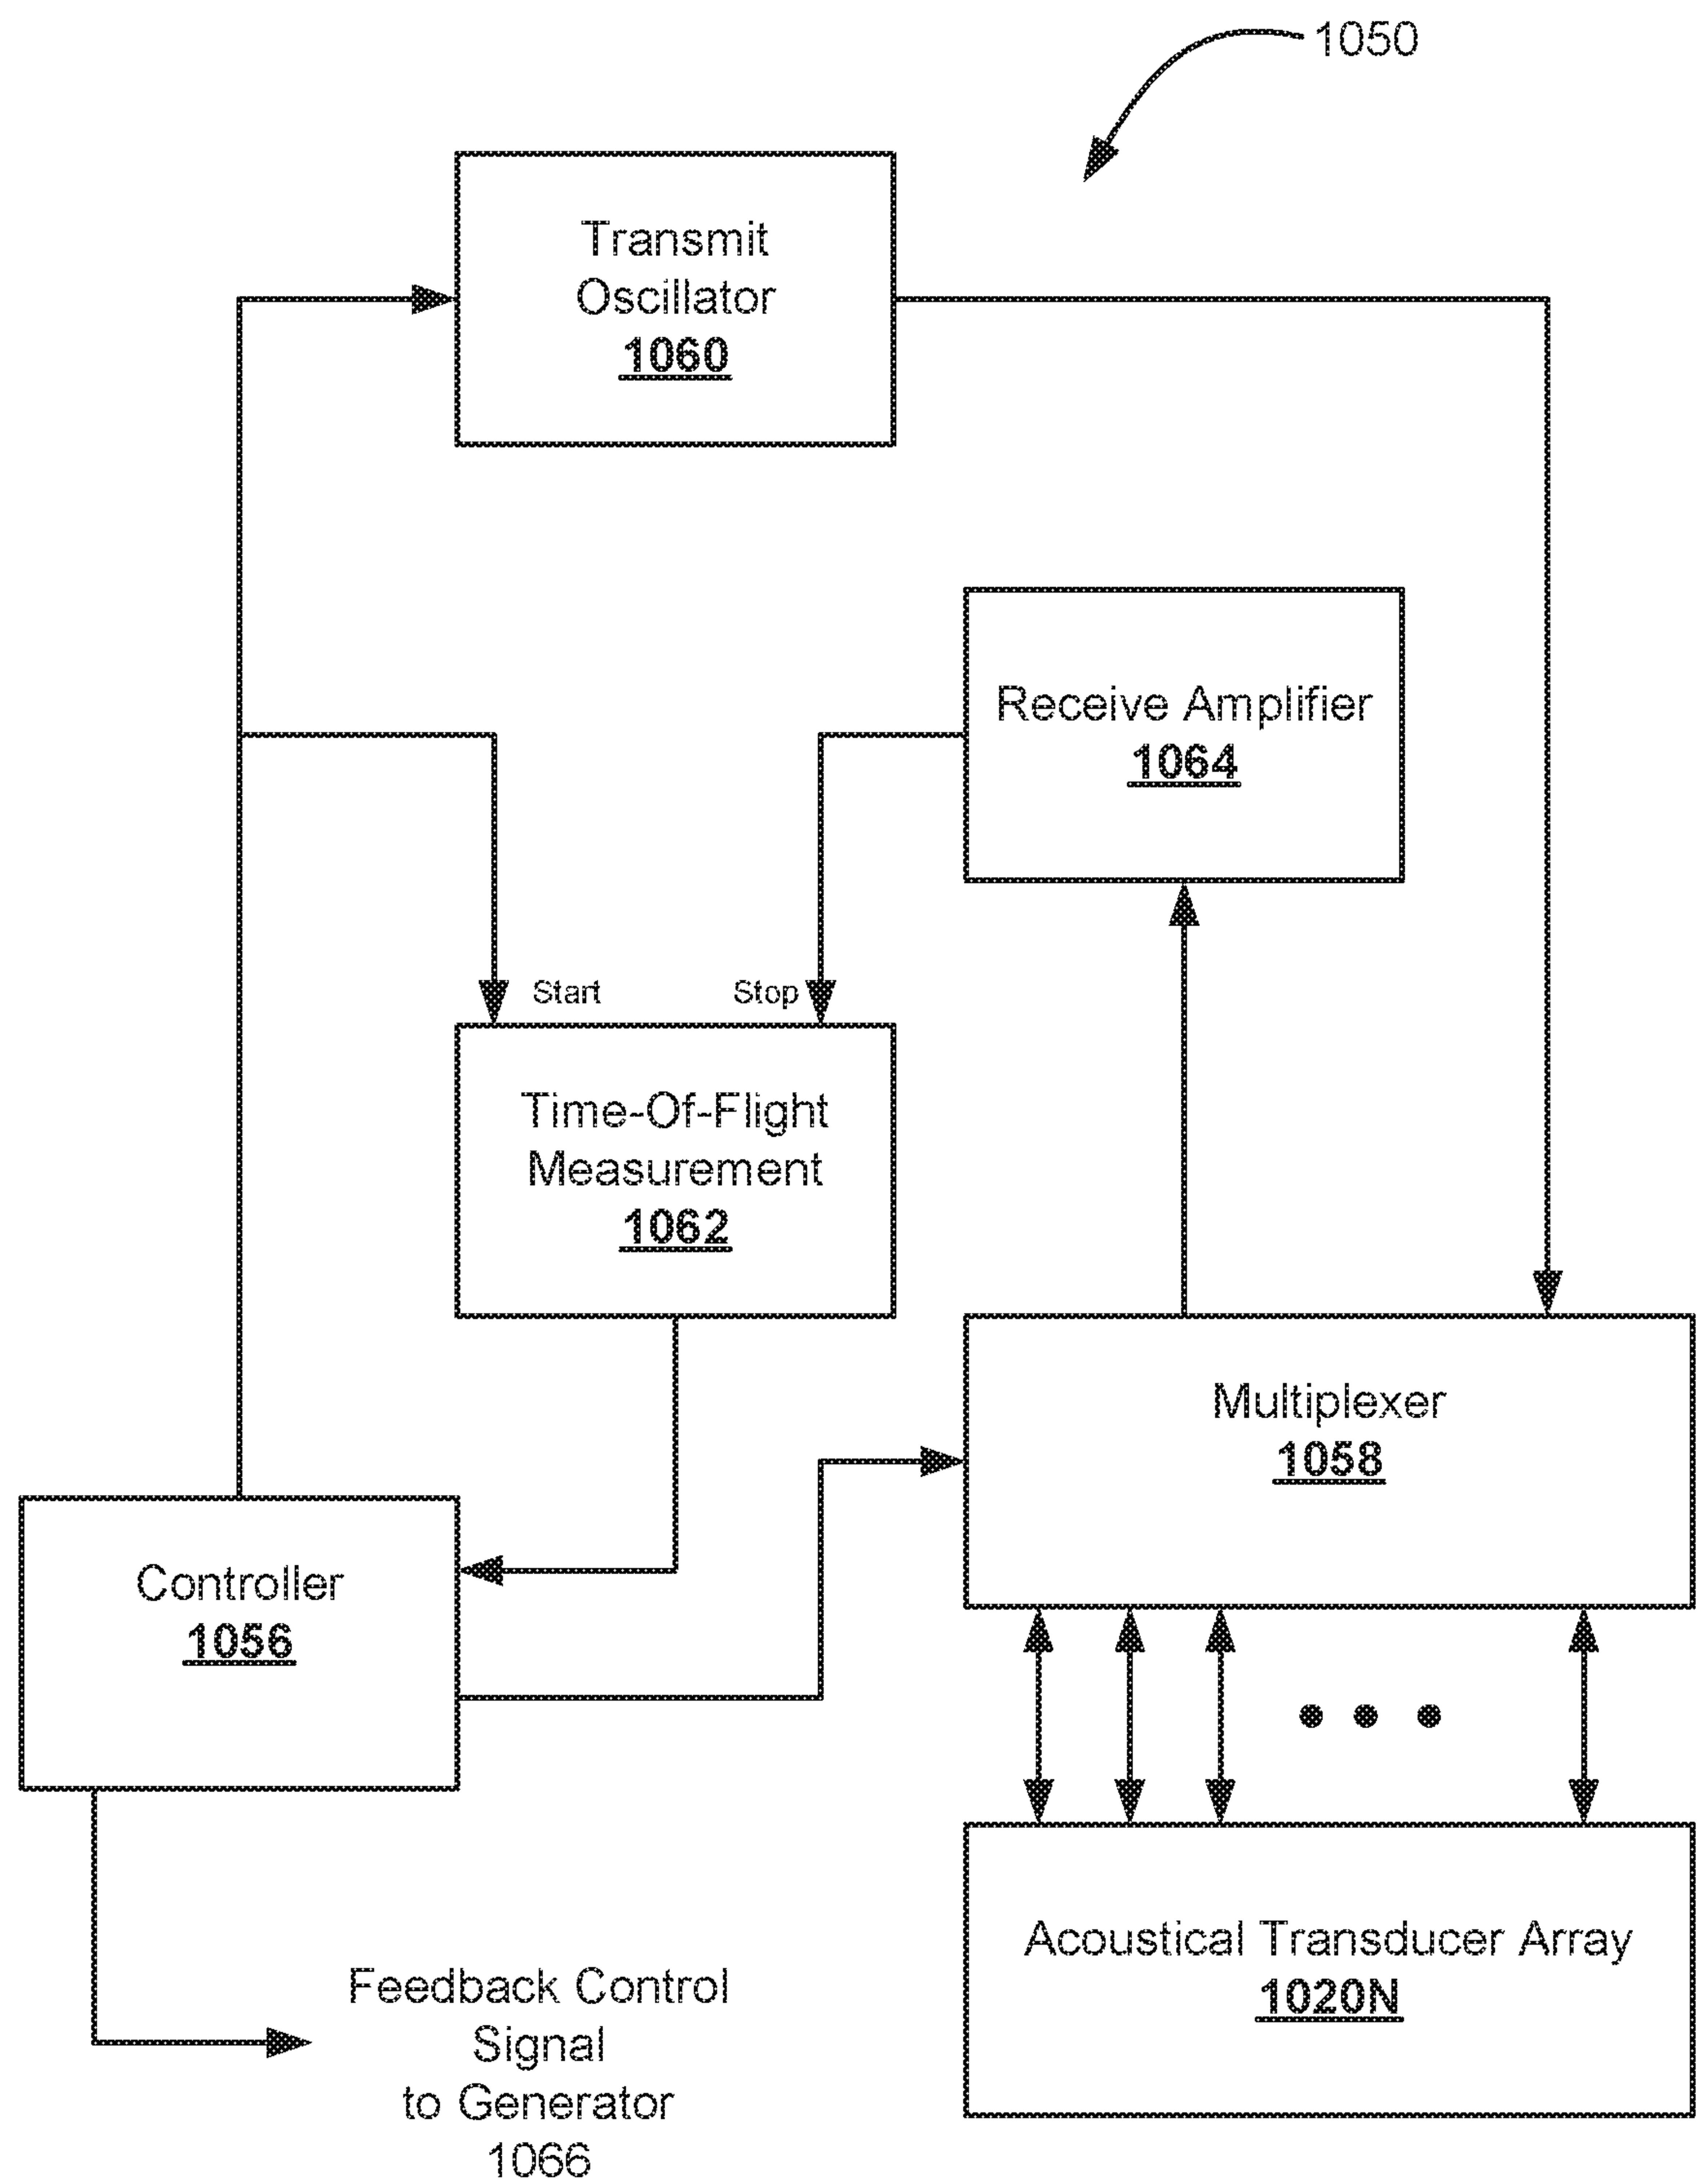 1050
Transmit
Oscillator
1060
Receive Amplifier
1064
Start
Stop
Time-Of-Flight
Measurement
1062
Multiplexer
1058
Controller
1056
Acoustical Transducer Array
1020N
Feedback Control
Signal
to Generator
1066